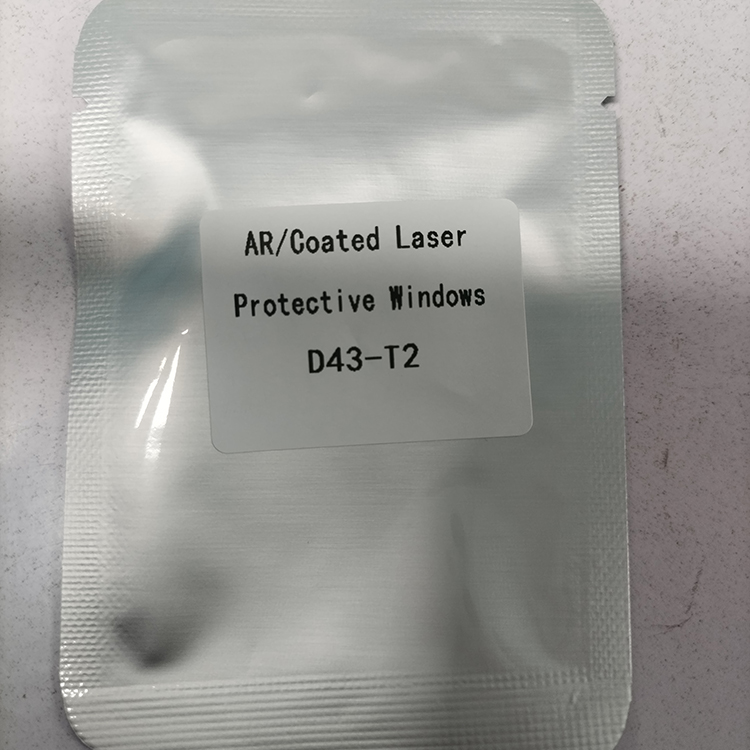 AR/Coated Laser
Protective Windows
D43-T2